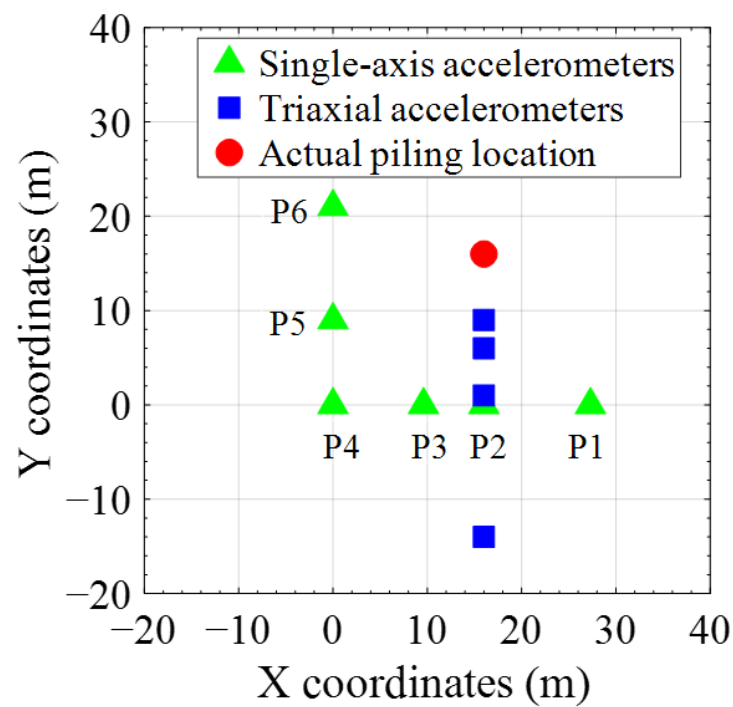 40
Single-axis accelerometers
Triaxial accelerometers
Actual piling location
30
P6
20
P5
10
0
P4 P3 P2 P1
−10
−20
−20 −10 0 10 20 30 40
X coordinates (m)
Y coordinates (m)